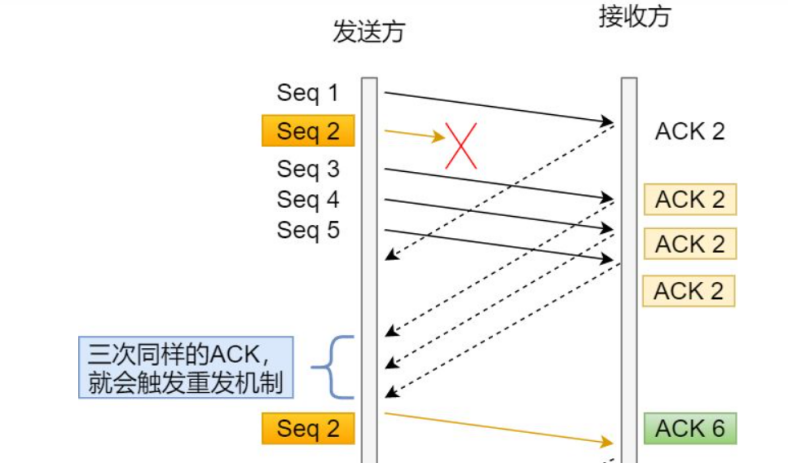 发送方
接收方
Seq 1
Seq 2
ACK 2
Seq 3
Seq 4
ACK 2
Seq 5
ACK 2
ACK 2
三次同样的ACK，
就会触发重发机制
Seq 2
ACK 6